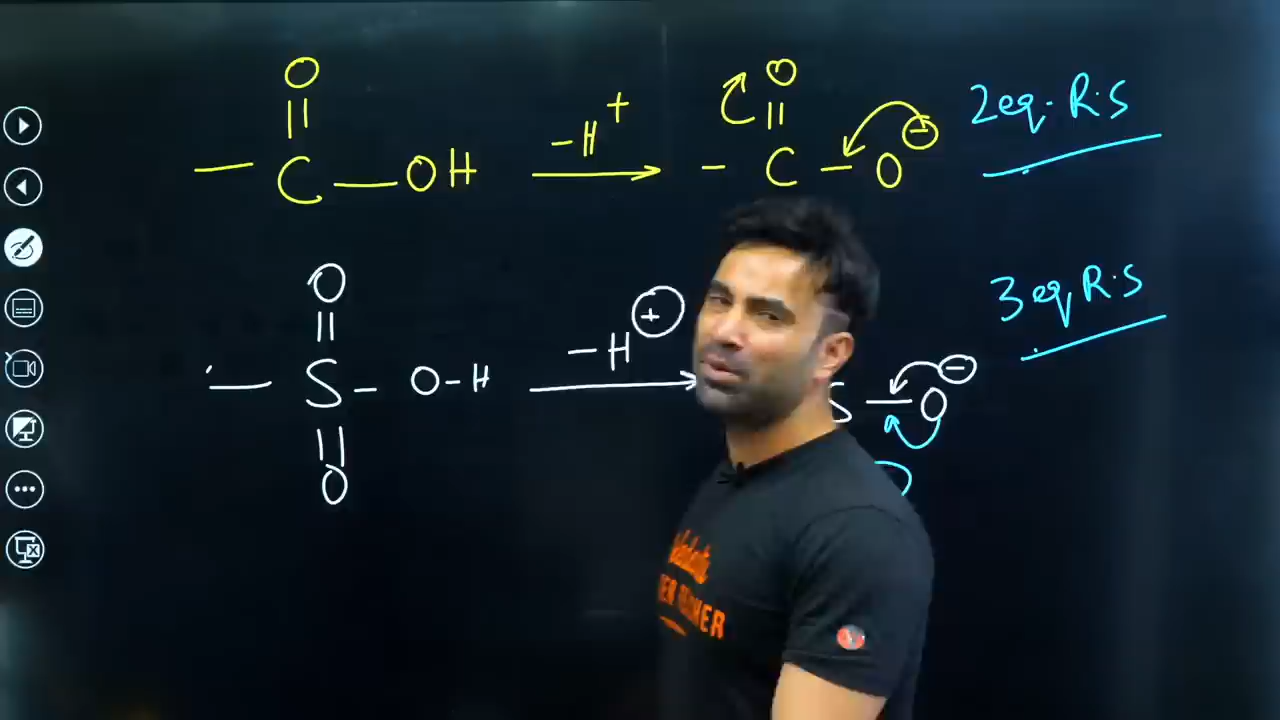 O O
|| ||
— C — OH -H+ → - C - O⊖ 2eq. R.S
O
||
— S - O-H -H⊕ → S — O⊖ 3eq R.S
||
O